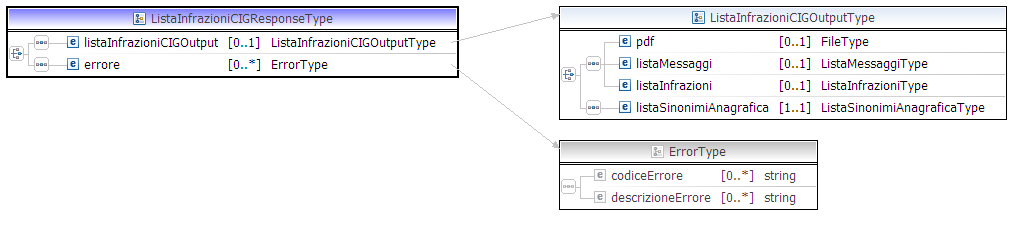 ListaInfrazioniCIGResponseType
listaInfrazioniCIGOutput [0..1] ListaInfrazioniCIGOutputType
errore [0..*] ErrorType
ListaInfrazioniCIGOutputType
pdf [0..1] FileType
listaMessaggi [0..1] ListaMessaggiType
listaInfrazioni [0..1] ListaInfrazioniType
listaSinonimiAnagrafica [1..1] ListaSinonimiAnagraficaType
ErrorType
codiceErrore [0..*] string
descrizioneErrore [0..*] string